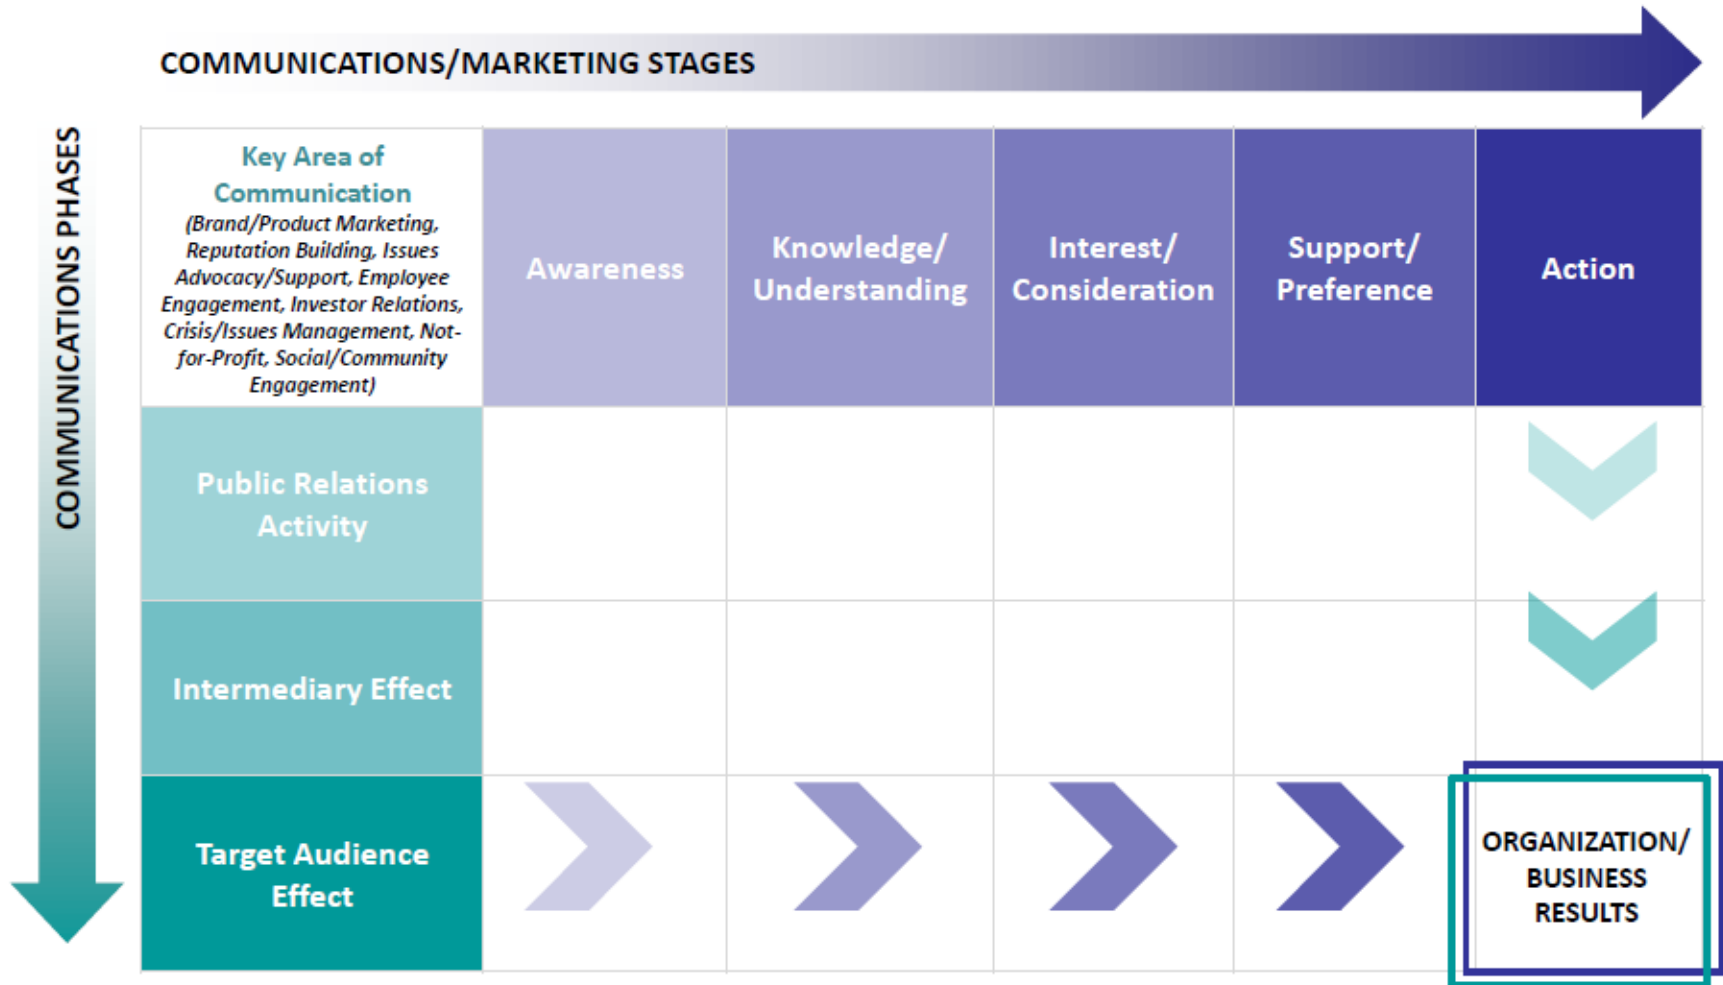 COMMUNICATIONS/MARKETING STAGES
COMMUNICATIONS PHASES
Key Area of
Communication
(Brand/Product Marketing,
Reputation Building, Issues
Advocacy/Support, Employee
Engagement, Investor Relations,
Crisis/Issues Management, Not-
for-Profit, Social/Community
Engagement)
Awareness
Knowledge/
Understanding
Interest/
Consideration
Support/
Preference
Action
Public Relations
Activity
Intermediary Effect
Target Audience
Effect
ORGANIZATION/
BUSINESS
RESULTS